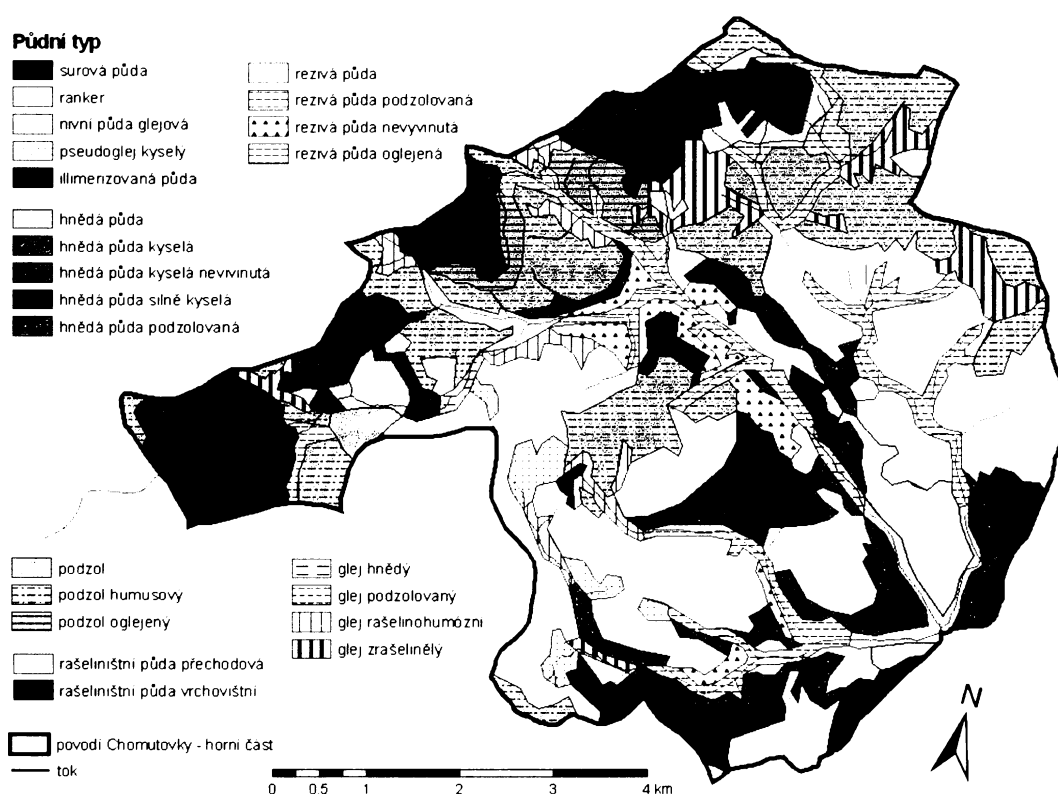 Půdní typ
surová půda
ranker
nivní půda glejová
pseudoglej kyselý
illimerizovaná půda
hnědá půda
hnědá půda kyselá
hnědá půda kyselá nevyvinutá
hnědá půda silně kyselá
hnědá půda podzolovaná
rezivá půda
rezivá půda podzolovaná
rezivá půda nevyvinutá
rezivá půda oglejená
podzol
podzol humusový
podzol oglejený
rašeliništní půda přechodová
rašeliništní půda vrchovištní
glej hnědý
glej podzolovaný
glej rašelinohumózní
glej zrašinělý
povodí Chomutovky - horní část
tok
0 0.5 1 2 3 4 km
N